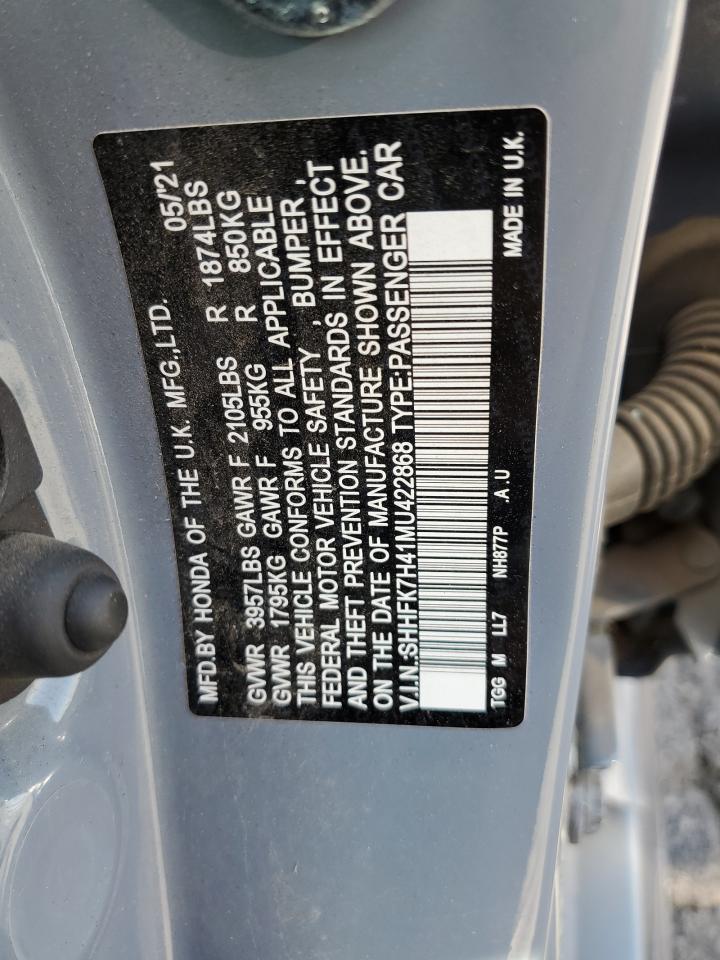 MFD.BY HONDA OF THE U.K. MFG.,LTD. 05/'21
GVWR 3957LBS GAWR F 2105LBS R 1874LBS
GVWR 1795KG GAWR F 955KG R 850KG
THIS VEHICLE CONFORMS TO ALL APPLICABLE
FEDERAL MOTOR VEHICLE SAFETY , BUMPER ,
AND THEFT PREVENTION STANDARDS IN EFFECT
ON THE DATE OF MANUFACTURE SHOWN ABOVE.
V.I.N.SHHFK7H41MU422868 TYPE:PASSENGER CAR
TGG M LL7 NH877P .A.U MADE IN U.K.